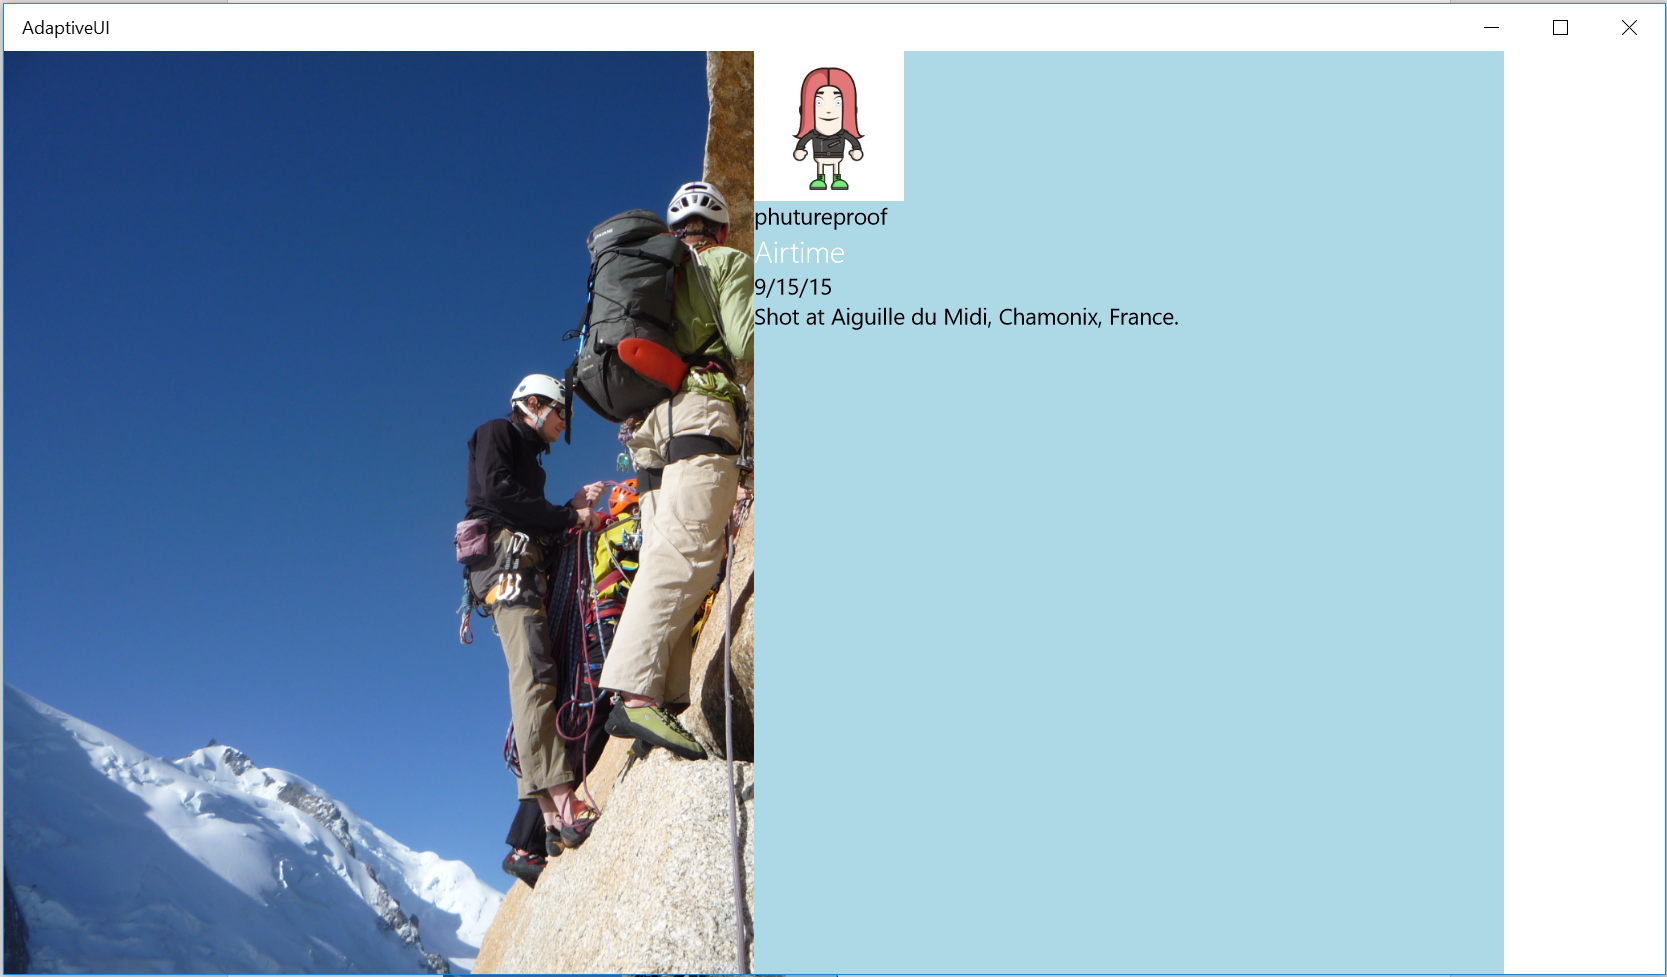 AdaptiveUI
phutureproof
Airtime
9/15/15
Shot at Aiguille du Midi, Chamonix, France.